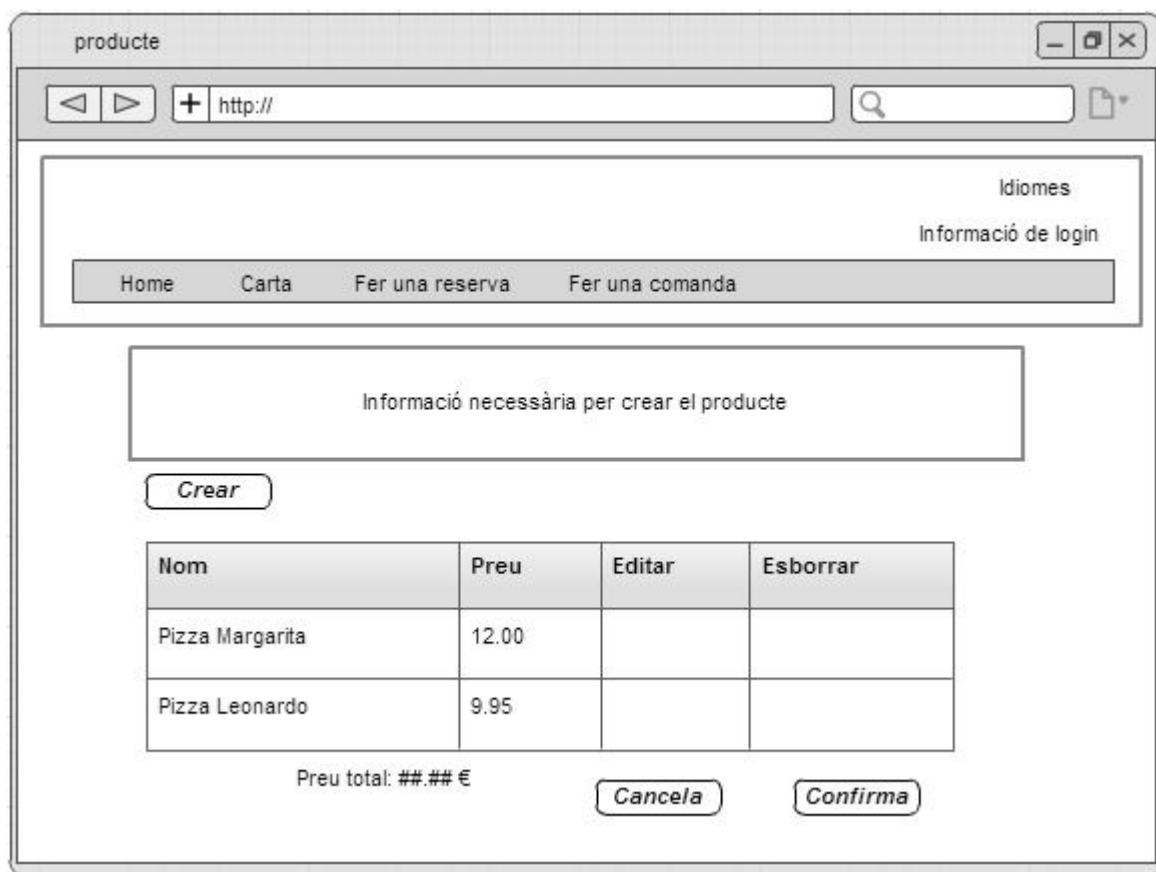 producte
http://
Idiomes
Informació de login
Home Carta Fer una reserva Fer una comanda
Informació necessària per crear el producte
Crear
Nom Preu Editar Esborrar
Pizza Margarita 12.00
Pizza Leonardo 9.95
Preu total: ##.## €
Cancela Confirma